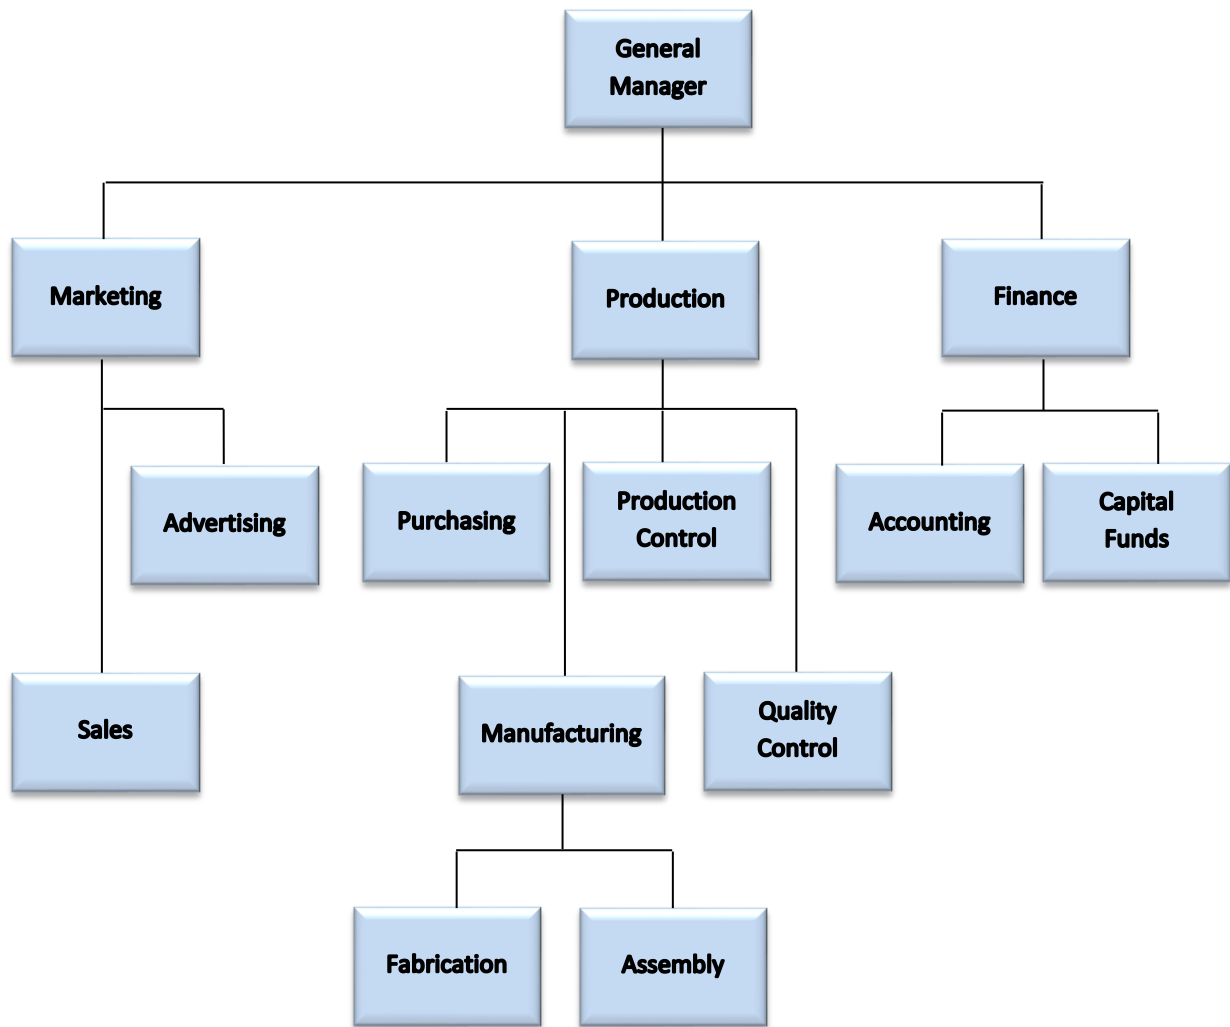 General
Manager
Marketing
Production
Finance
Advertising
Purchasing
Production
Control
Accounting
Capital
Funds
Sales
Manufacturing
Quality
Control
Fabrication
Assembly